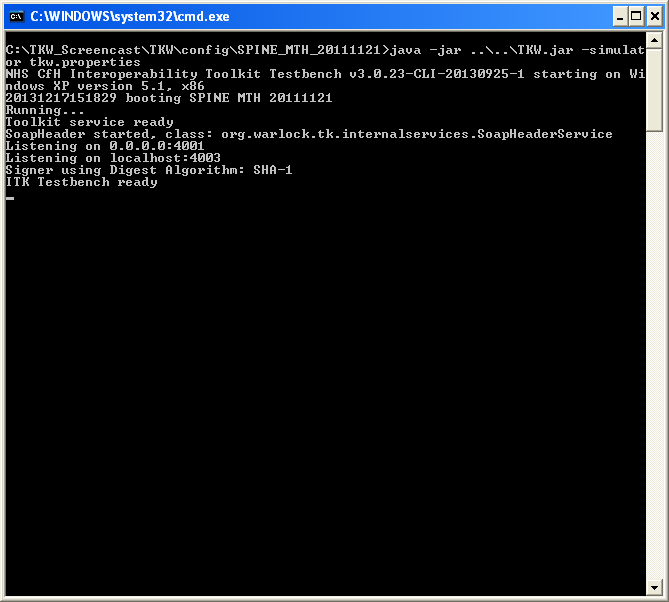 C:\WINDOWS\system32\cmd.exe
C:\TKW_Screencast\TKW\config\SPINE_MTH_20111121>java -jar ..\..\TKW.jar -simulat
or tkw.properties
NHS CfH Interoperability Toolkit Testbench v3.0.23-CLI-20130925-1 starting on Wi
ndows XP version 5.1, x86
20131217151829 booting SPINE MTH 20111121
Running...
Toolkit service ready
SoapHeader started, class: org.warlock.tk.internalservices.SoapHeaderService
Listening on 0.0.0.0:4001
Listening on localhost:4003
Signer using Digest Algorithm: SHA-1
ITK Testbench ready